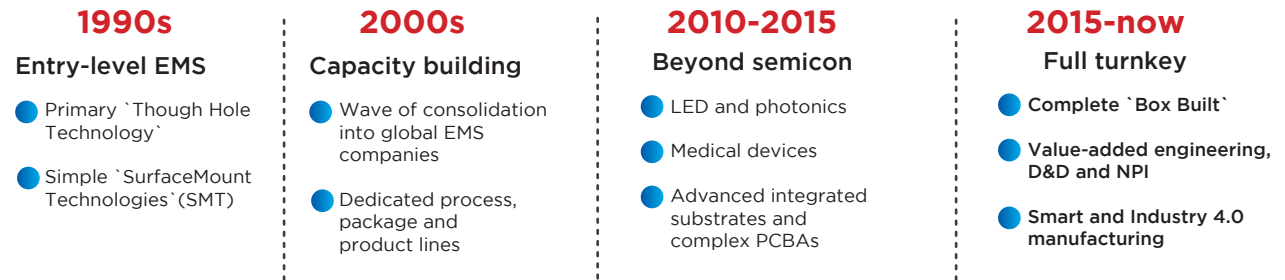 1990s
Entry-level EMS
Primary `Though Hole
Technology`
Simple `SurfaceMount
Technologies`(SMT)
2000s
Capacity building
Wave of consolidation
into global EMS
companies
Dedicated process,
package and
product lines
2010-2015
Beyond semicon
LED and photonics
Medical devices
Advanced integrated
substrates and
complex PCBAs
2015-now
Full turnkey
Complete `Box Built`
Value-added engineering,
D&D and NPI
Smart and Industry 4.0
manufacturing